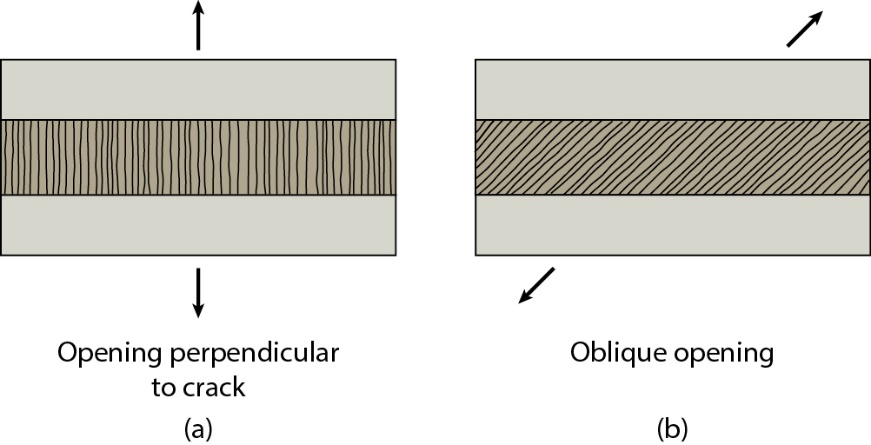 Opening perpendicular
to crack
(a)
Oblique opening
(b)